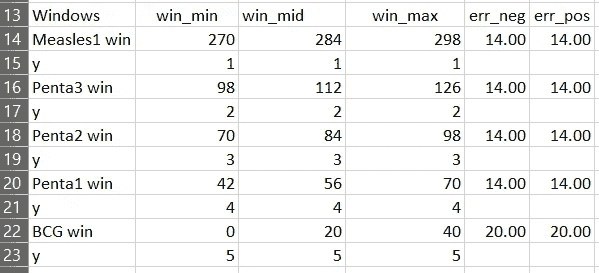 13 Windows win_min win_mid win_max err_neg err_pos
14 Measles1 win 270 284 298 14.00 14.00
15 y 1 1 1
16 Penta3 win 98 112 126 14.00 14.00
17 y 2 2 2
18 Penta2 win 70 84 98 14.00 14.00
19 y 3 3 3
20 Penta1 win 42 56 70 14.00 14.00
21 y 4 4 4
22 BCG win 0 20 40 20.00 20.00
23 y 5 5 5